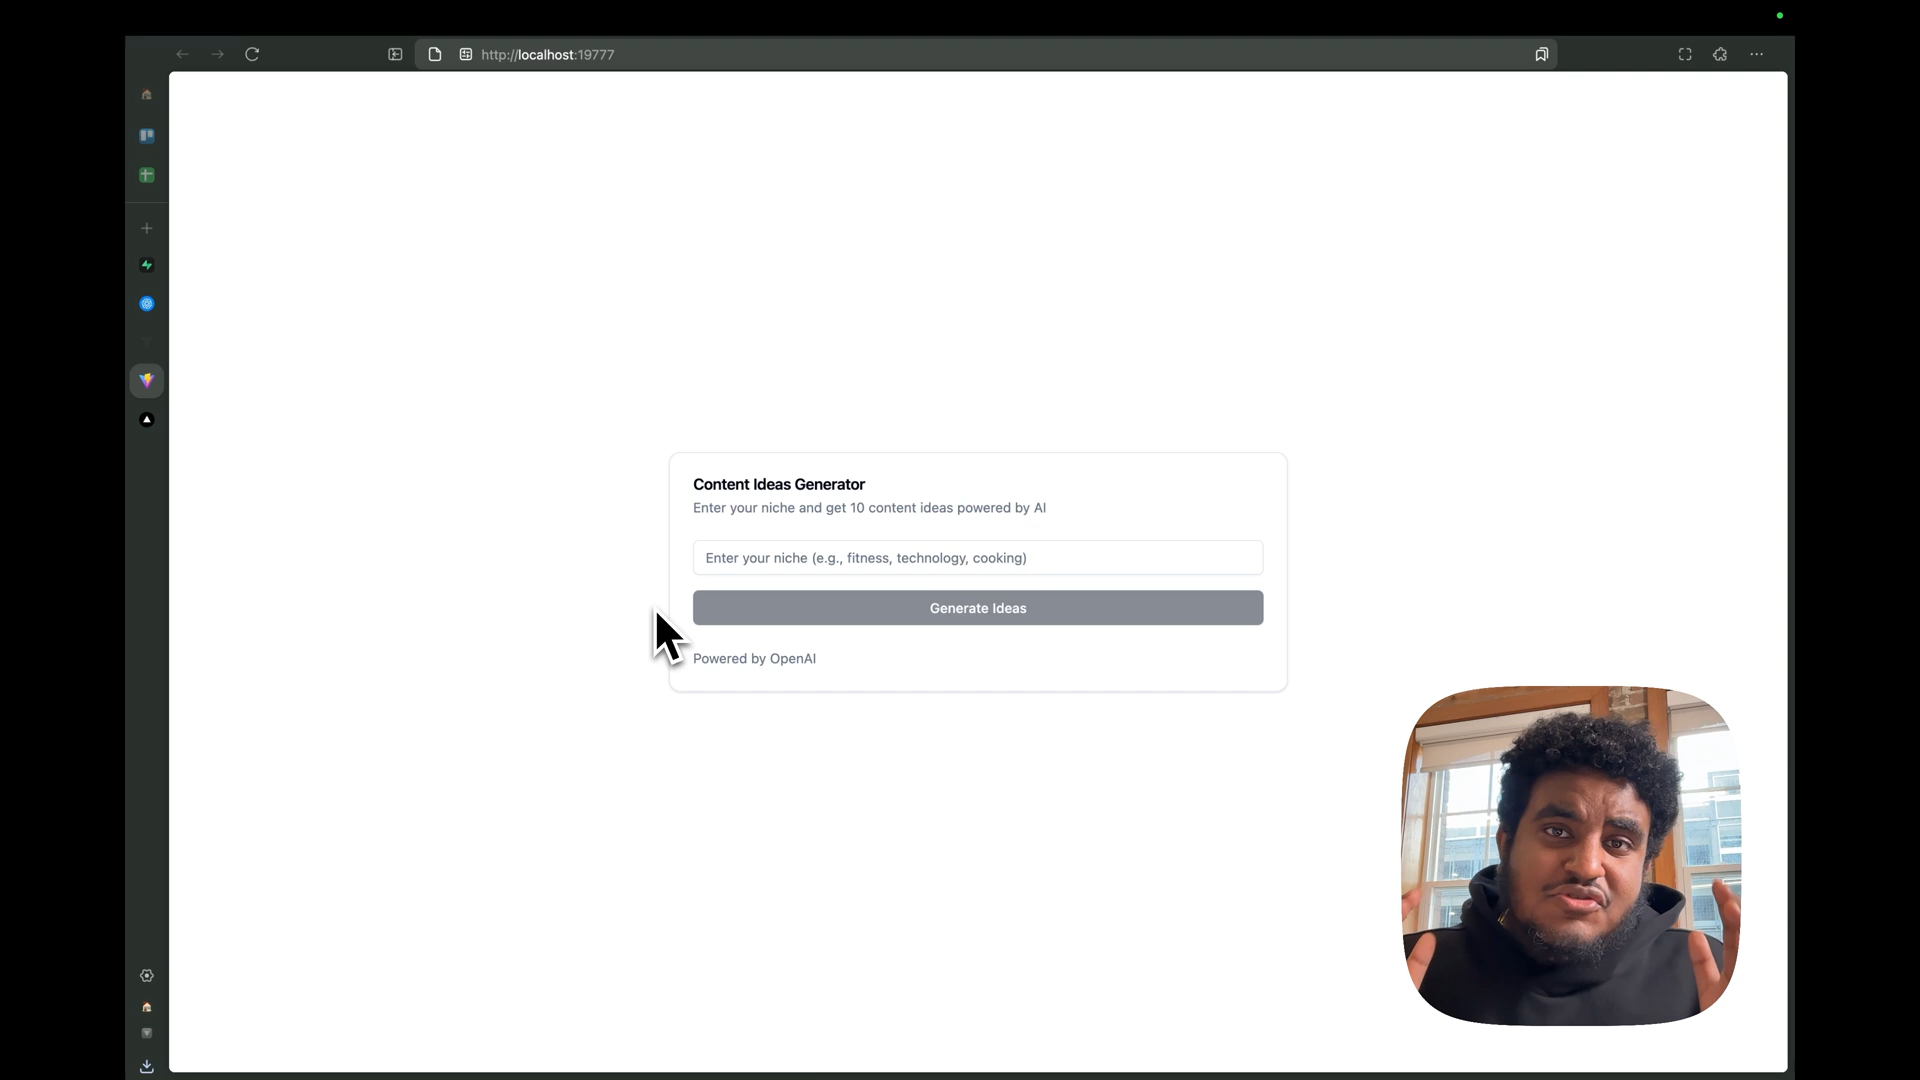 http://localhost:19777
Content Ideas Generator
Enter your niche and get 10 content ideas powered by AI
Enter your niche (e.g., fitness, technology, cooking)
Generate Ideas
Powered by OpenAI